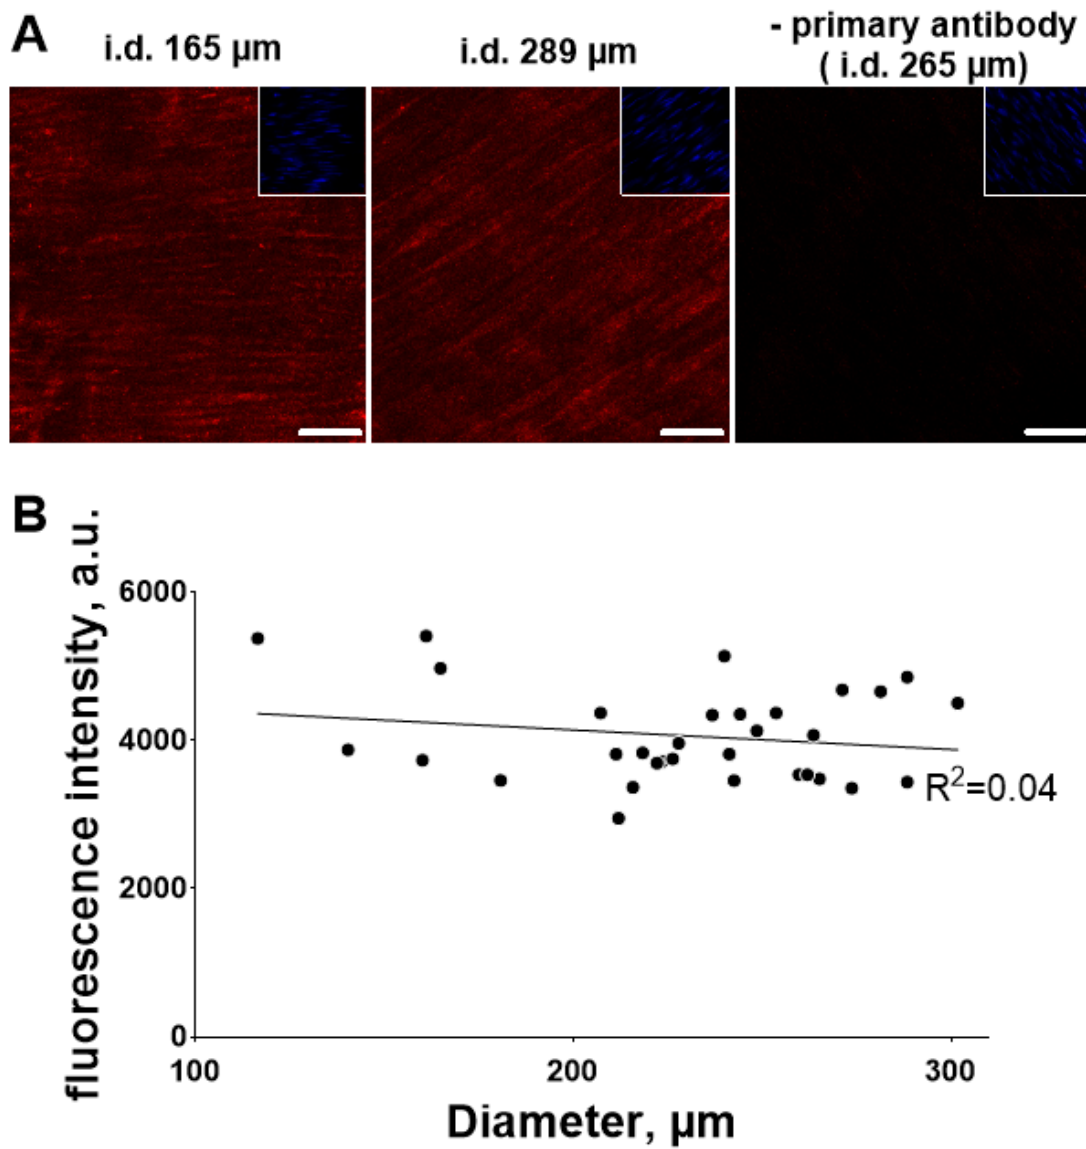 A
i.d. 165 µm
i.d. 289 µm
- primary antibody
( i.d. 265 µm)
B
fluorescence intensity, a.u.
6000
4000
2000
0
R²=0.04
100
200
300
Diameter, µm